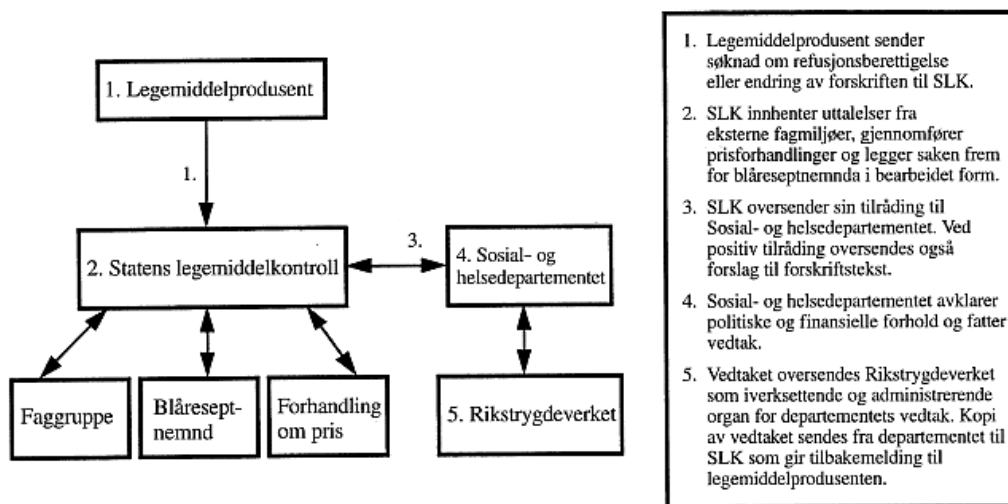 1. Legemiddelprodusent
1.
2. Statens legemiddelkontroll
3.
4. Sosial- og
helsedepartementet
Faggruppe
Blåresept-
nemnd
Forhandling
om pris
5. Rikstrygdeverket
1. Legemiddelprodusent sender
søknad om refusjonsberettigelse
eller endring av forskriften til SLK.
2. SLK innhenter uttalelser fra
eksterne fagmiljøer, gjennomfører
prisforhandlinger og legger saken frem
for blåreseptnemnda i bearbeidet form.
3. SLK oversender sin tilråding til
Sosial- og helsedepartementet. Ved
positiv tilråding oversendes også
forslag til forskriftstekst.
4. Sosial- og helsedepartementet avklarer
politiske og finansielle forhold og fatter
vedtak.
5. Vedtaket oversendes Rikstrygdeverket
som iverksettende og administrerende
organ for departementets vedtak. Kopi
av vedtaket sendes fra departementet til
SLK som gir tilbakemelding til
legemiddelprodusenten.